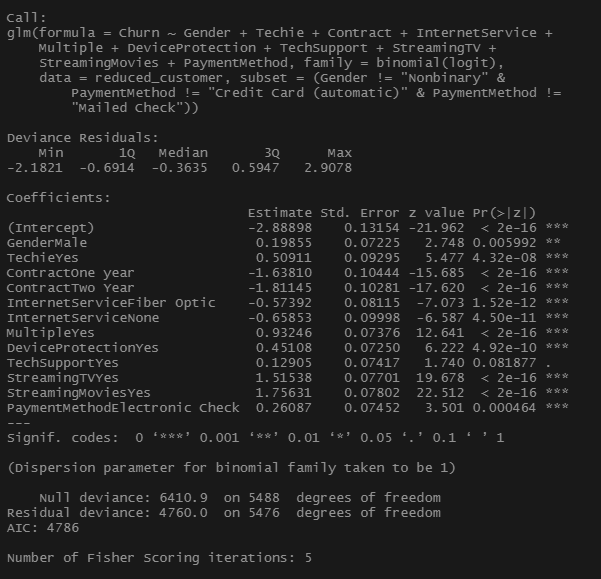 Call:
glm(formula = Churn ~ Gender + Techie + Contract + InternetService +
    Multiple + DeviceProtection + TechSupport + StreamingTV +
    StreamingMovies + PaymentMethod, family = binomial(logit),
    data = reduced_customer, subset = (Gender != "Nonbinary" &
        PaymentMethod != "Credit Card (automatic)" & PaymentMethod !=
        "Mailed Check"))
Deviance Residuals:
    Min       1Q   Median       3Q      Max
-2.1821  -0.6914  -0.3635   0.5947   2.9078
Coefficients:
                              Estimate Std. Error z value Pr(>|z|)
(Intercept)                   -2.88898    0.13154 -21.962  < 2e-16 ***
GenderMale                     0.19855    0.07225   2.748 0.005992 **
TechieYes                      0.50911    0.09295   5.477 4.32e-08 ***
ContractOne year              -1.63810    0.10444 -15.685  < 2e-16 ***
ContractTwo Year              -1.81145    0.10281 -17.620  < 2e-16 ***
InternetServiceFiber Optic    -0.57392    0.08115  -7.073 1.52e-12 ***
InternetServiceNone           -0.65853    0.09998  -6.587 4.50e-11 ***
MultipleYes                    0.93246    0.07376  12.641  < 2e-16 ***
DeviceProtectionYes            0.45108    0.07250   6.222 4.92e-10 ***
TechSupportYes                 0.12905    0.07417   1.740 0.081877 .
StreamingTVYes                 1.51538    0.07701  19.678  < 2e-16 ***
StreamingMoviesYes             1.75631    0.07802  22.512  < 2e-16 ***
PaymentMethodElectronic Check  0.26087    0.07452   3.501 0.000464 ***
---
Signif. codes:  0 ‘***’ 0.001 ‘**’ 0.01 ‘*’ 0.05 ‘.’ 0.1 ‘ ’ 1
(Dispersion parameter for binomial family taken to be 1)
    Null deviance: 6410.9  on 5488  degrees of freedom
Residual deviance: 4760.0  on 5476  degrees of freedom
AIC: 4786
Number of Fisher Scoring iterations: 5